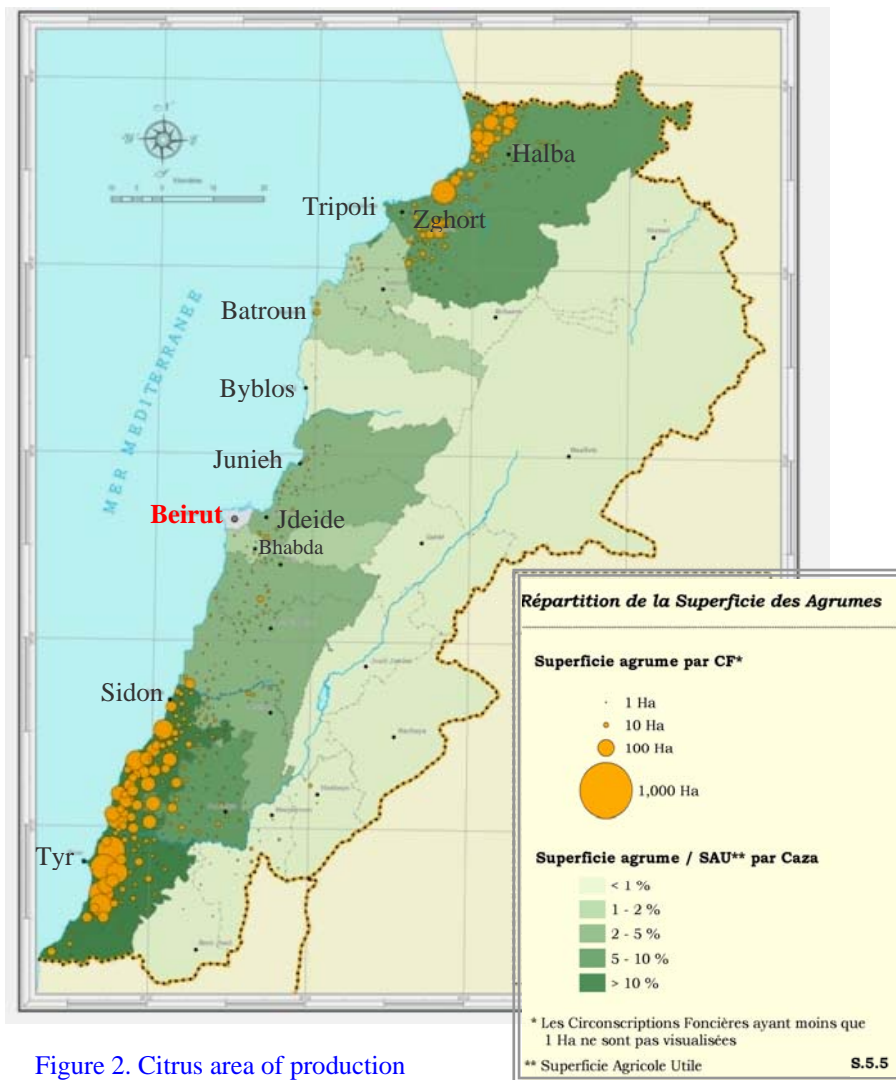 Halba
Tripoli
Zghort
Batroun
MER MEDITERRANEE
Byblos
Junieh
Beirut
Jdeide
Bhabda
Sidon
Tyr
Répartition de la Superficie des Agrumes
Superficie agrume par CF*
1 Ha
10 Ha
100 Ha
1,000 Ha
Superficie agrume / SAU** par Caza
< 1 %
1 - 2 %
2 - 5 %
5 - 10 %
> 10 %
* Les Circonscriptions Foncières ayant moins que
1 Ha ne sont pas visualisées
** Superficie Agricole Utile
S.5.5
Figure 2. Citrus area of production